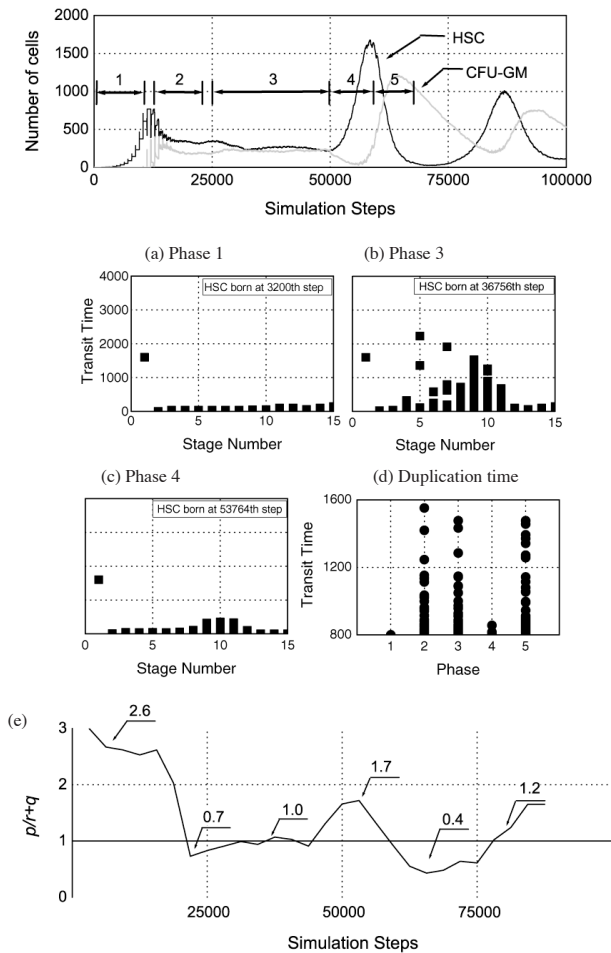 2000
1500
1000
500
0
Number of cells
1 2 3 4 5
HSC
CFU-GM
0 25000 50000 75000 100000
Simulation Steps
(a) Phase 1
4000
3000
2000
1000
0
Transit Time
HSC born at 3200th step
0 5 10 15
Stage Number
(b) Phase 3
HSC born at 36756th step
0 5 10 15
Stage Number
(c) Phase 4
HSC born at 53764th step
0 5 10 15
Stage Number
(d) Duplication time
1600
1200
800
Transit Time
1 2 3 4 5
Phase
(e)
3
2
1
0
p/r+q
2.6
0.7
1.0
1.7
0.4
1.2
25000 50000 75000
Simulation Steps